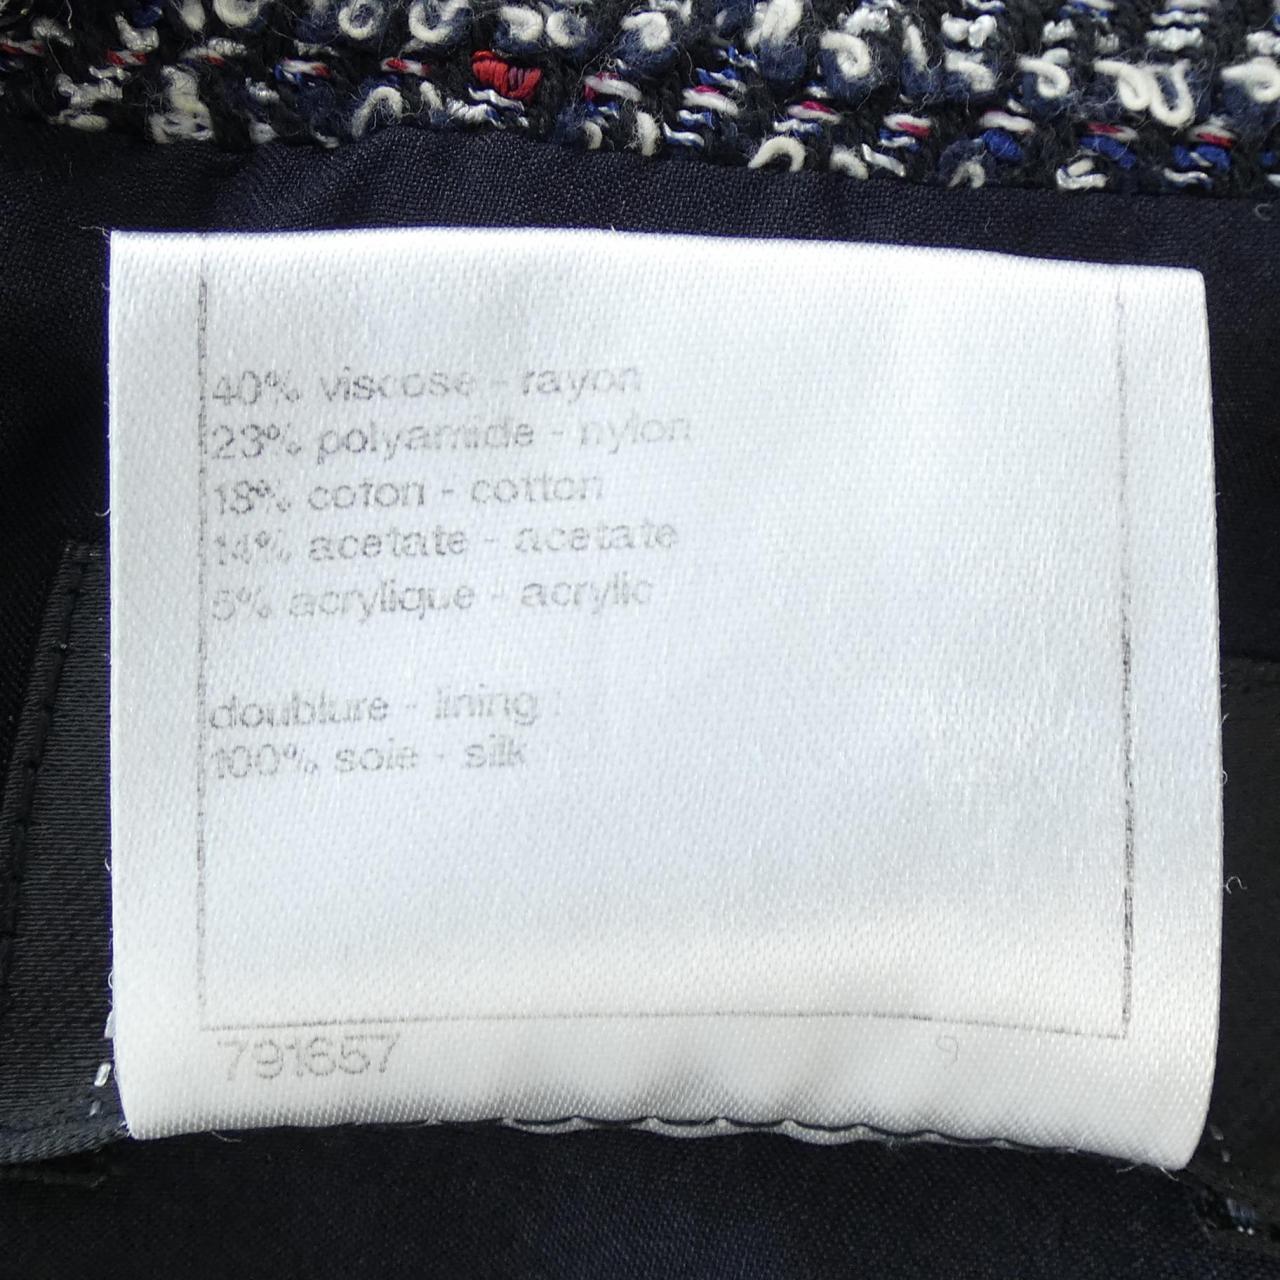 40% viscose - rayon
23% polyamide - nylon
18% coton - cotton
14% acetate - acetate
5% acrylique - acrylic
doublure - lining :
100% soie - silk
791657 9